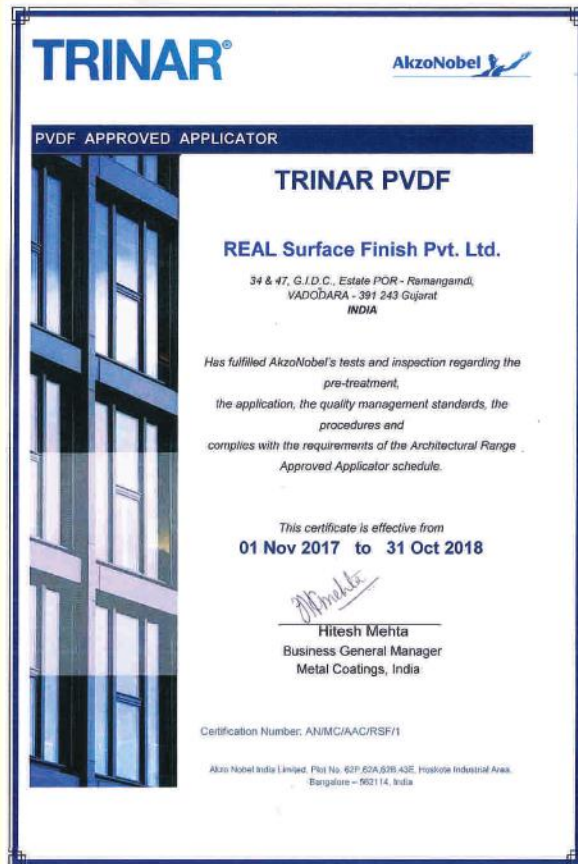 TRINAR®
AkzoNobel
PVDF APPROVED APPLICATOR
TRINAR PVDF
REAL Surface Finish Pvt. Ltd.
34 & 47, G.I.D.C., Estate POR - Ramangamdi,
VADODARA - 391 243 Gujarat
INDIA
Has fulfilled AkzoNobel's tests and inspection regarding the
pre-treatment,
the application, the quality management standards, the
procedures and
complies with the requirements of the Architectural Range
Approved Applicator schedule.
This certificate is effective from
01 Nov 2017 to 31 Oct 2018
Hitesh Mehta
Business General Manager
Metal Coatings, India
Certification Number: AN/MC/AAC/RSF/1
Akzo Nobel India Limited, Plot No. 62P,62A,62B,43E, Hoskote Industrial Area,
Bangalore – 562114, India